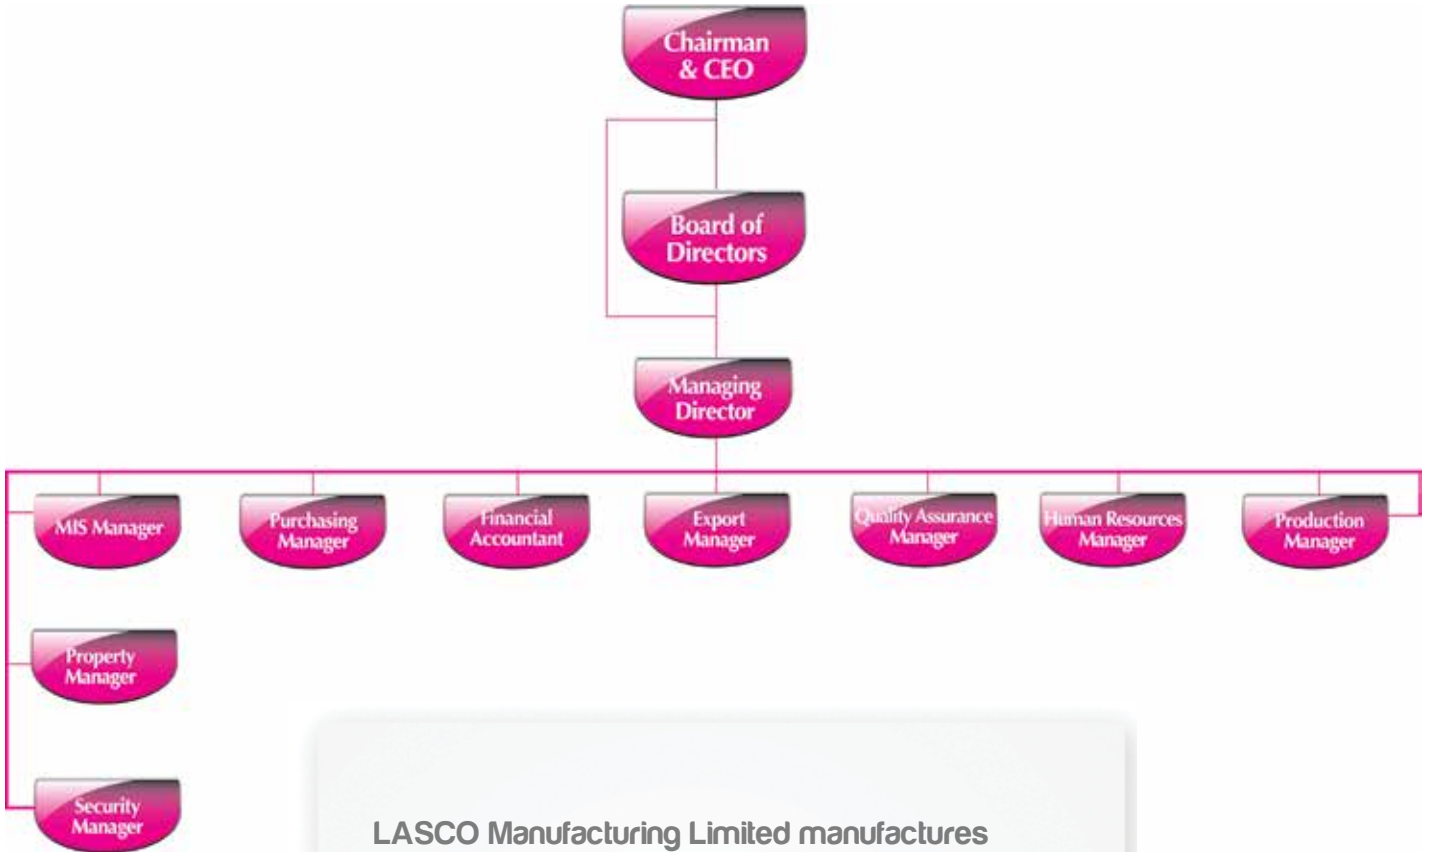 Chairman
& CEO
Board of
Directors
Managing
Director
MIS Manager
Purchasing
Manager
Financial
Accountant
Export
Manager
Quality Assurance
Manager
Human Resources
Manager
Production
Manager
Property
Manager
Security
Manager
LASCO Manufacturing Limited manufactures